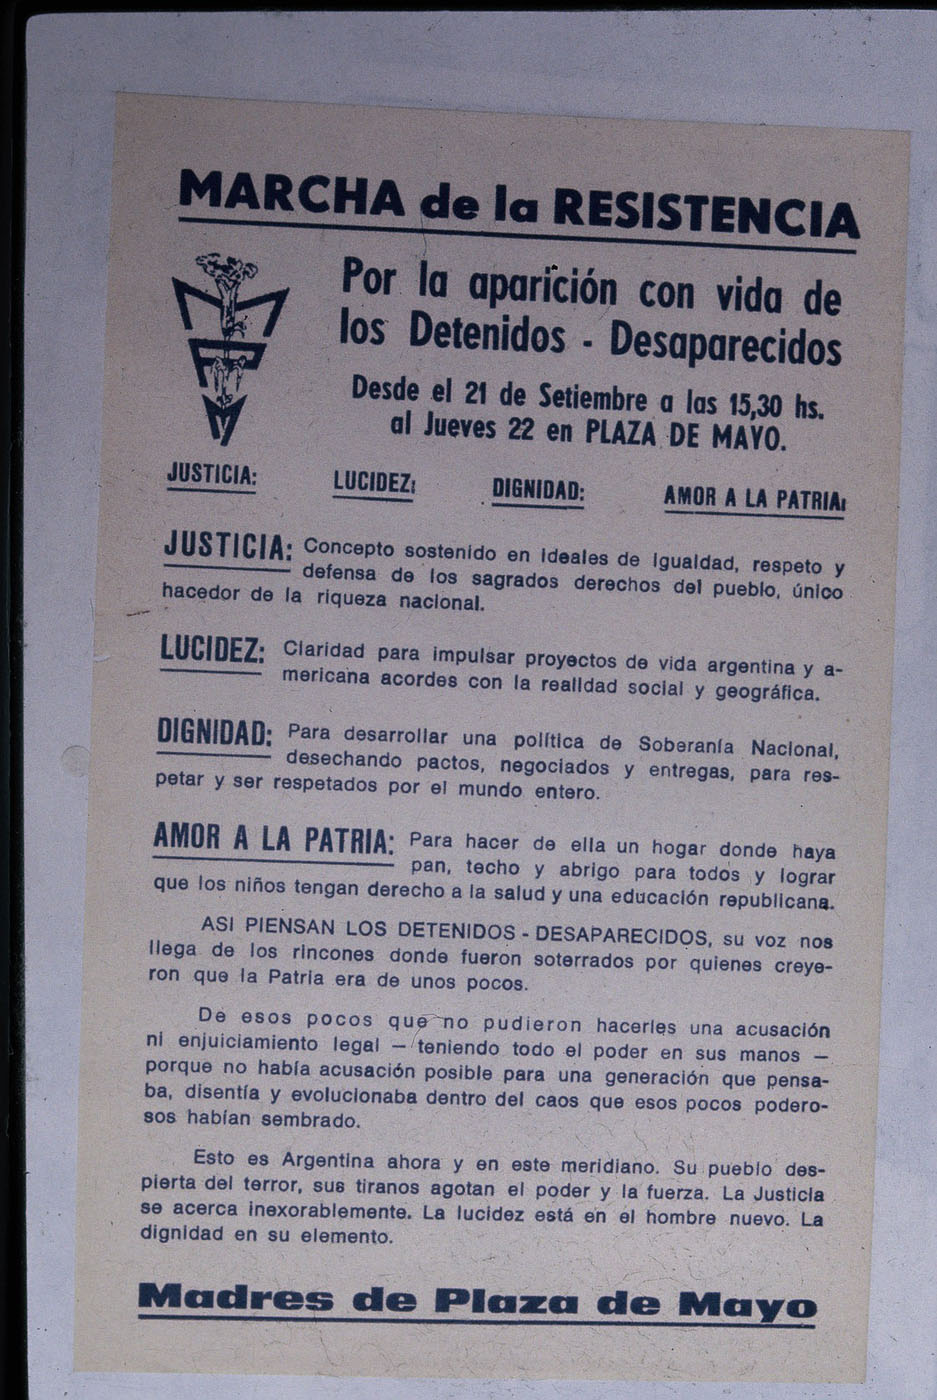 MARCHA de la RESISTENCIA
Por la aparición con vida de
los Detenidos - Desaparecidos
Desde el 21 de Setiembre a las 15,30 hs.
al Jueves 22 en PLAZA DE MAYO.
M
P
M
JUSTICIA: LUCIDEZ: DIGNIDAD: AMOR A LA PATRIA:
JUSTICIA: Concepto sostenido en ideales de Igualdad, respeto y
defensa de los sagrados derechos del pueblo, único
hacedor de la riqueza nacional.
LUCIDEZ: Claridad para impulsar proyectos de vida argentina y a-
mericana acordes con la realidad social y geográfica.
DIGNIDAD: Para desarrollar una política de Soberanía Nacional,
desechando pactos, negociados y entregas, para res-
petar y ser respetados por el mundo entero.
AMOR A LA PATRIA: Para hacer de ella un hogar donde haya
pan, techo y abrigo para todos y lograr
que los niños tengan derecho a la salud y una educación republicana.
ASI PIENSAN LOS DETENIDOS - DESAPARECIDOS, su voz nos
llega de los rincones donde fueron soterrados por quienes creye-
ron que la Patria era de unos pocos.
De esos pocos que no pudieron hacerles una acusación
ni enjuiciamiento legal — teniendo todo el poder en sus manos —
porque no había acusación posible para una generación que pensa-
ba, disentía y evolucionaba dentro del caos que esos pocos podero-
sos habían sembrado.
Esto es Argentina ahora y en este meridiano. Su pueblo des-
pierta del terror, sus tiranos agotan el poder y la fuerza. La Justicia
se acerca inexorablemente. La lucidez está en el hombre nuevo. La
dignidad en su elemento.
Madres de Plaza de Mayo